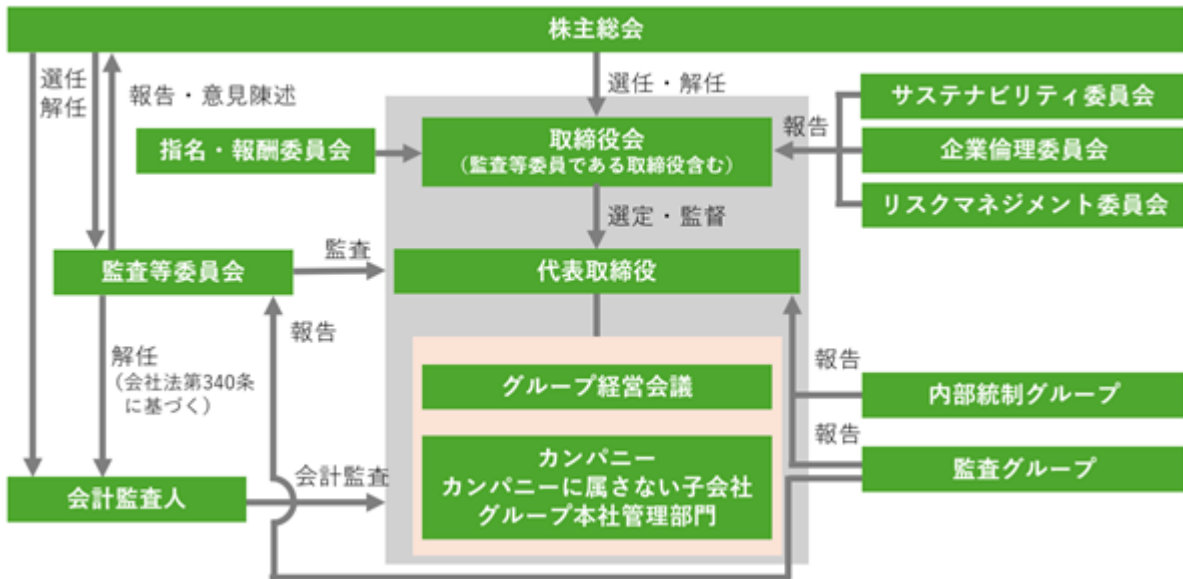 株主総会
選任
解任
報告・意見陳述
選任・解任
サステナビリティ委員会
指名・報酬委員会
取締役会
（監査等委員である取締役含む）
報告
企業倫理委員会
リスクマネジメント委員会
選定・監督
監査等委員会
監査
代表取締役
報告
解任
（会社法第340条
に基づく）
グループ経営会議
報告
内部統制グループ
カンパニー
カンパニーに属さない子会社
グループ本社管理部門
報告
監査グループ
会計監査人
会計監査